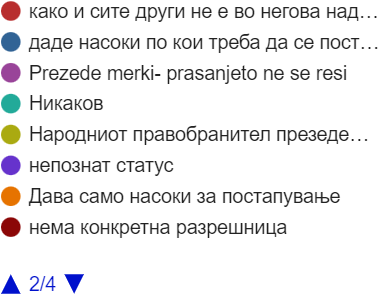 како и сите други не е во негова над...
даде насоки по кои треба да се пост...
Prezede merki- prasanjeto ne se resi
Никаков
Народниот правобранител презеде...
непознат статус
Дава само насоки за постапување
нема конкретна разрешница
2/4